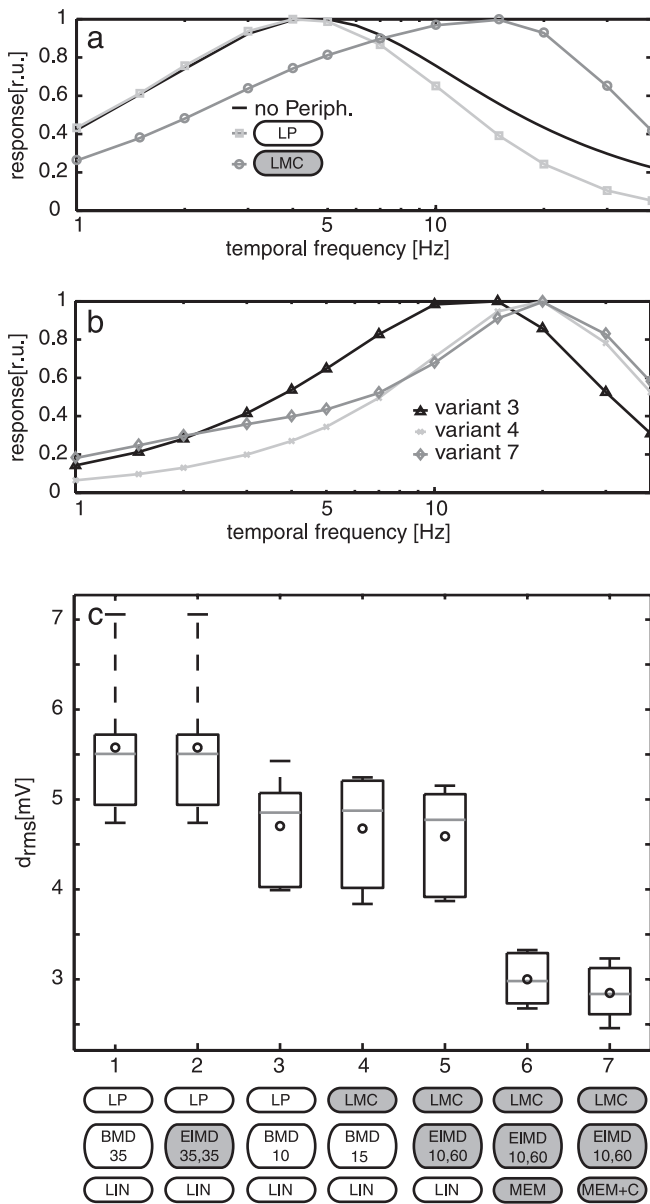 a
response[r.u.]
1
0.8
0.6
0.4
0.2
0
no Periph.
LP
LMC
1
5
10
temporal frequency [Hz]
b
response[r.u.]
1
0.8
0.6
0.4
0.2
0
variant 3
variant 4
variant 7
1
5
10
temporal frequency [Hz]
c
drms[mV]
7
6
5
4
3
1 2 3 4 5 6 7
LP LP LP LMC LMC LMC LMC
BMD EIMD BMD BMD EIMD EIMD EIMD
35 35,35 10 15 10,60 10,60 10,60
LIN LIN LIN LIN LIN MEM MEM+C